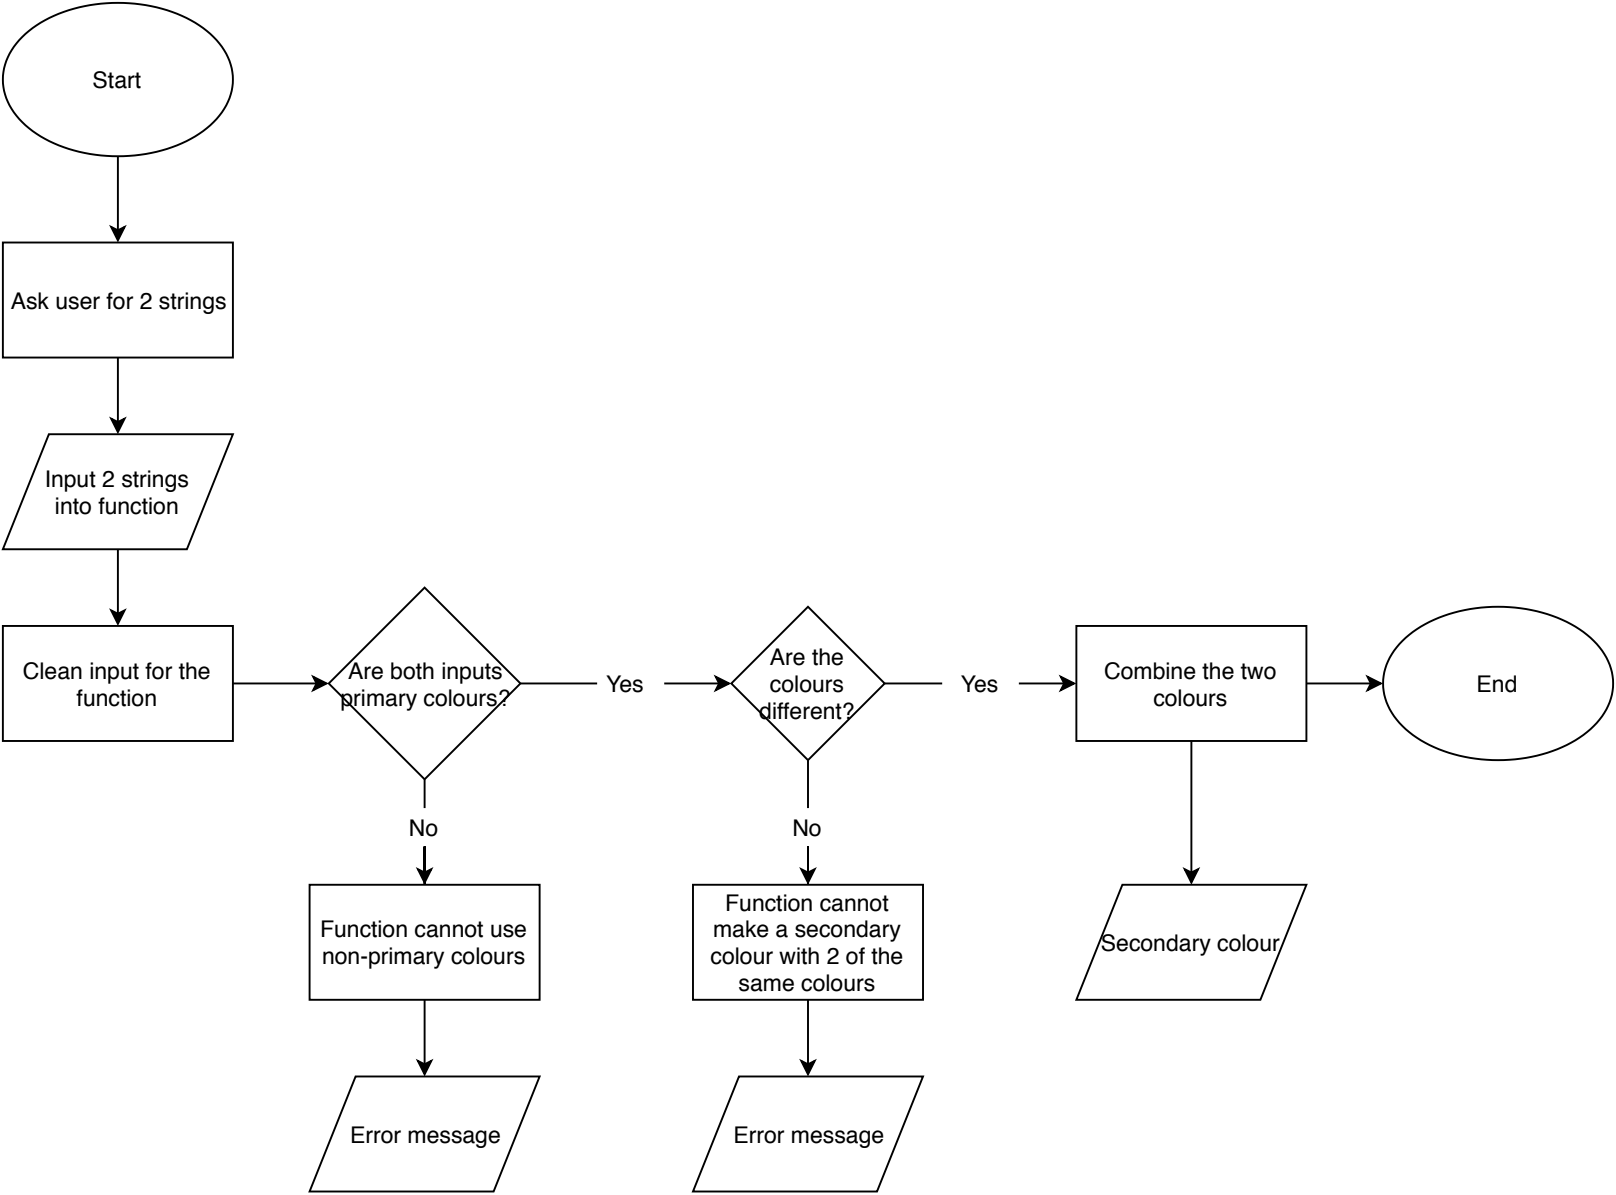 Start
Ask user for 2 strings
Input 2 strings
into function
Clean input for the
function
Are both inputs
primary colours?
Yes
Are the
colours
different?
Yes
Combine the two
colours
End
No
No
Function cannot use
non-primary colours
Function cannot
make a secondary
colour with 2 of the
same colours
Secondary colour
Error message
Error message